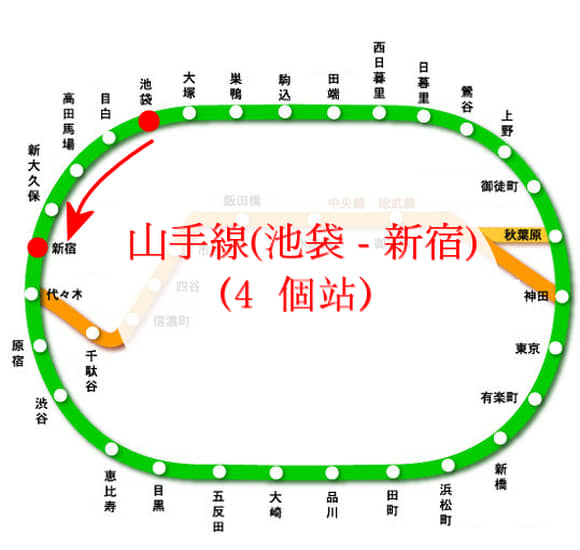 西日暮里
日暮里
池袋
大塚
巣鴨
駒込
田端
鶯谷
目白
上野
高田馬場
新大久保
御徒町
飯田橋
中央線
総武線
山手線(池袋 - 新宿)
秋葉原
新宿
(4 個站)
四谷
代々木
神田
信濃町
原宿
千駄谷
東京
渋谷
有楽町
新橋
恵比寿
目黒
五反田
大崎
品川
田町
浜松町